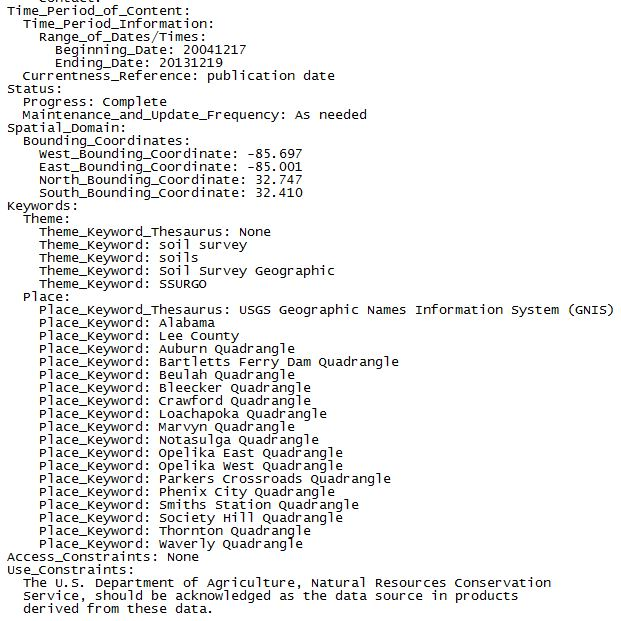 Contact:
Time_Period_of_Content:
Time_Period_Information:
Range_of_Dates/Times:
Beginning_Date: 20041217
Ending_Date: 20131219
Currentness_Reference: publication date
Status:
Progress: Complete
Maintenance_and_Update_Frequency: As needed
Spatial_Domain:
Bounding_Coordinates:
West_Bounding_Coordinate: -85.697
East_Bounding_Coordinate: -85.001
North_Bounding_Coordinate: 32.747
South_Bounding_Coordinate: 32.410
Keywords:
Theme:
Theme_Keyword_Thesaurus: None
Theme_Keyword: soil survey
Theme_Keyword: soils
Theme_Keyword: Soil Survey Geographic
Theme_Keyword: SSURGO
Place:
Place_Keyword_Thesaurus: USGS Geographic Names Information System (GNIS)
Place_Keyword: Alabama
Place_Keyword: Lee County
Place_Keyword: Auburn Quadrangle
Place_Keyword: Bartletts Ferry Dam Quadrangle
Place_Keyword: Beulah Quadrangle
Place_Keyword: Bleecker Quadrangle
Place_Keyword: Crawford Quadrangle
Place_Keyword: Loachapoka Quadrangle
Place_Keyword: Marvyn Quadrangle
Place_Keyword: Notasulga Quadrangle
Place_Keyword: Opelika East Quadrangle
Place_Keyword: Opelika West Quadrangle
Place_Keyword: Parkers Crossroads Quadrangle
Place_Keyword: Phenix City Quadrangle
Place_Keyword: Smiths Station Quadrangle
Place_Keyword: Society Hill Quadrangle
Place_Keyword: Thornton Quadrangle
Place_Keyword: Waverly Quadrangle
Access_Constraints: None
Use_Constraints:
The U.S. Department of Agriculture, Natural Resources Conservation
Service, should be acknowledged as the data source in products
derived from these data.